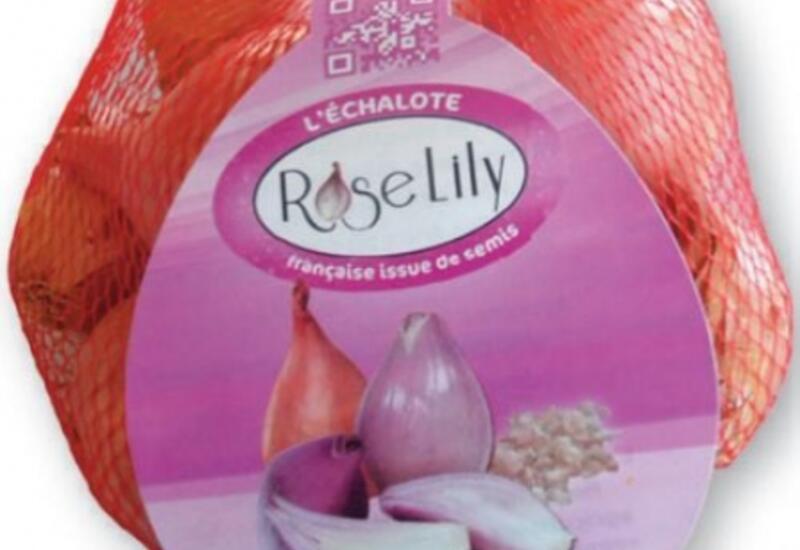 L'ÉCHALOTE
RoseLily
française issue de semis